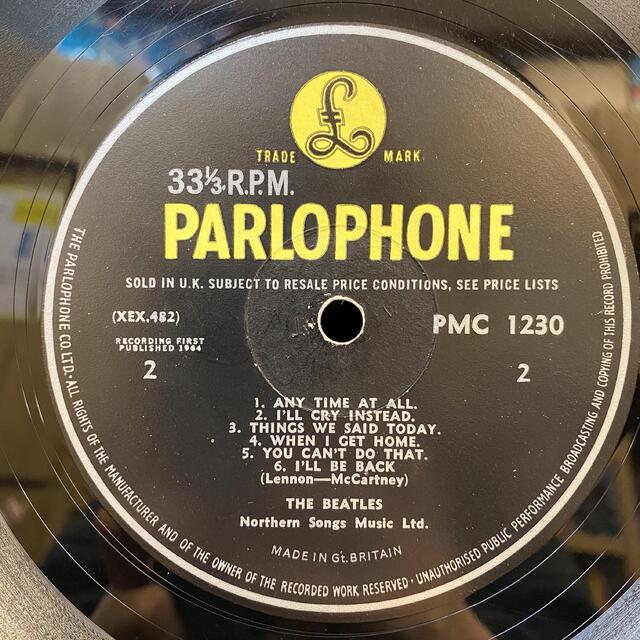 £
TRADE MARK
33⅓ R.P.M.
PARLOPHONE
SOLD IN U.K. SUBJECT TO RESALE PRICE CONDITIONS, SEE PRICE LISTS
(XEX.482)
PMC 1230
RECORDING FIRST
PUBLISHED 1964
2
2
1. ANY TIME AT ALL.
2. I'LL CRY INSTEAD.
3. THINGS WE SAID TODAY.
4. WHEN I GET HOME.
5. YOU CAN'T DO THAT.
6. I'LL BE BACK
(Lennon—McCartney)
THE BEATLES
Northern Songs Music Ltd.
MADE IN Gt. BRITAIN
THE PARLOPHONE CO. LTD. · ALL RIGHTS OF THE MANUFACTURER AND OF THE OWNER OF THE RECORDED WORK RESERVED · UNAUTHORISED PUBLIC PERFORMANCE BROADCASTING AND COPYING OF THIS RECORD PROHIBITED